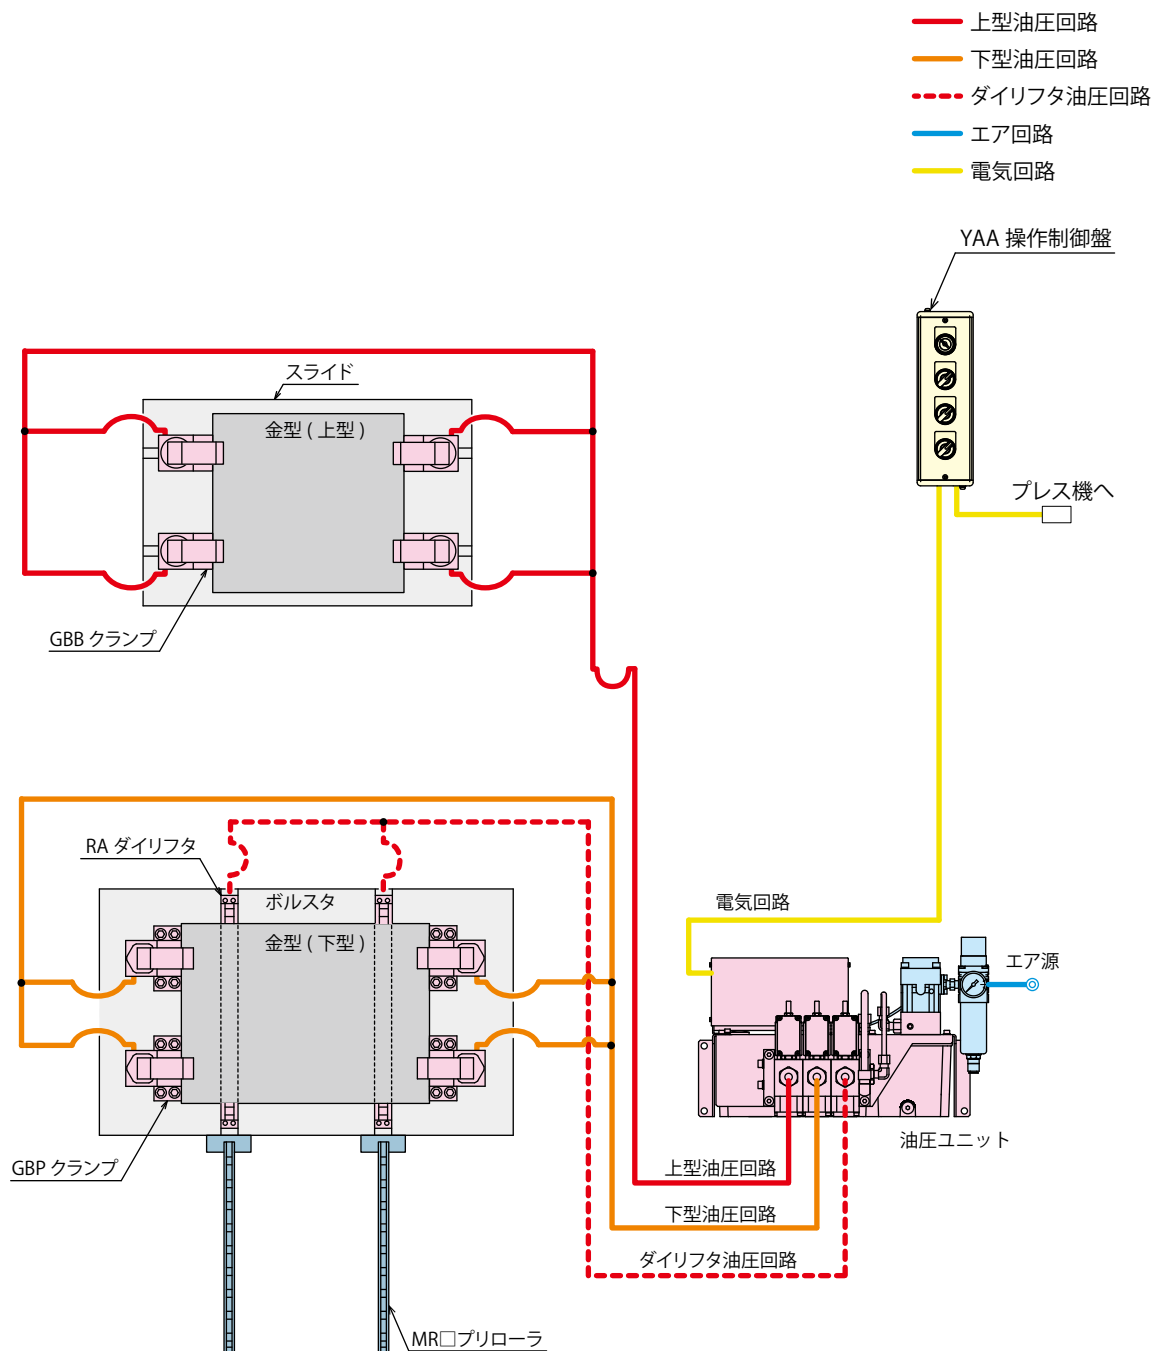 上型油圧回路
下型油圧回路
ダイリフタ油圧回路
エア回路
電気回路
YAA 操作制御盤
スライド
金型 ( 上型 )
プレス機へ
GBB クランプ
RA ダイリフタ
ボルスタ
金型 ( 下型 )
電気回路
エア源
油圧ユニット
GBP クランプ
上型油圧回路
下型油圧回路
ダイリフタ油圧回路
MR□プリローラ